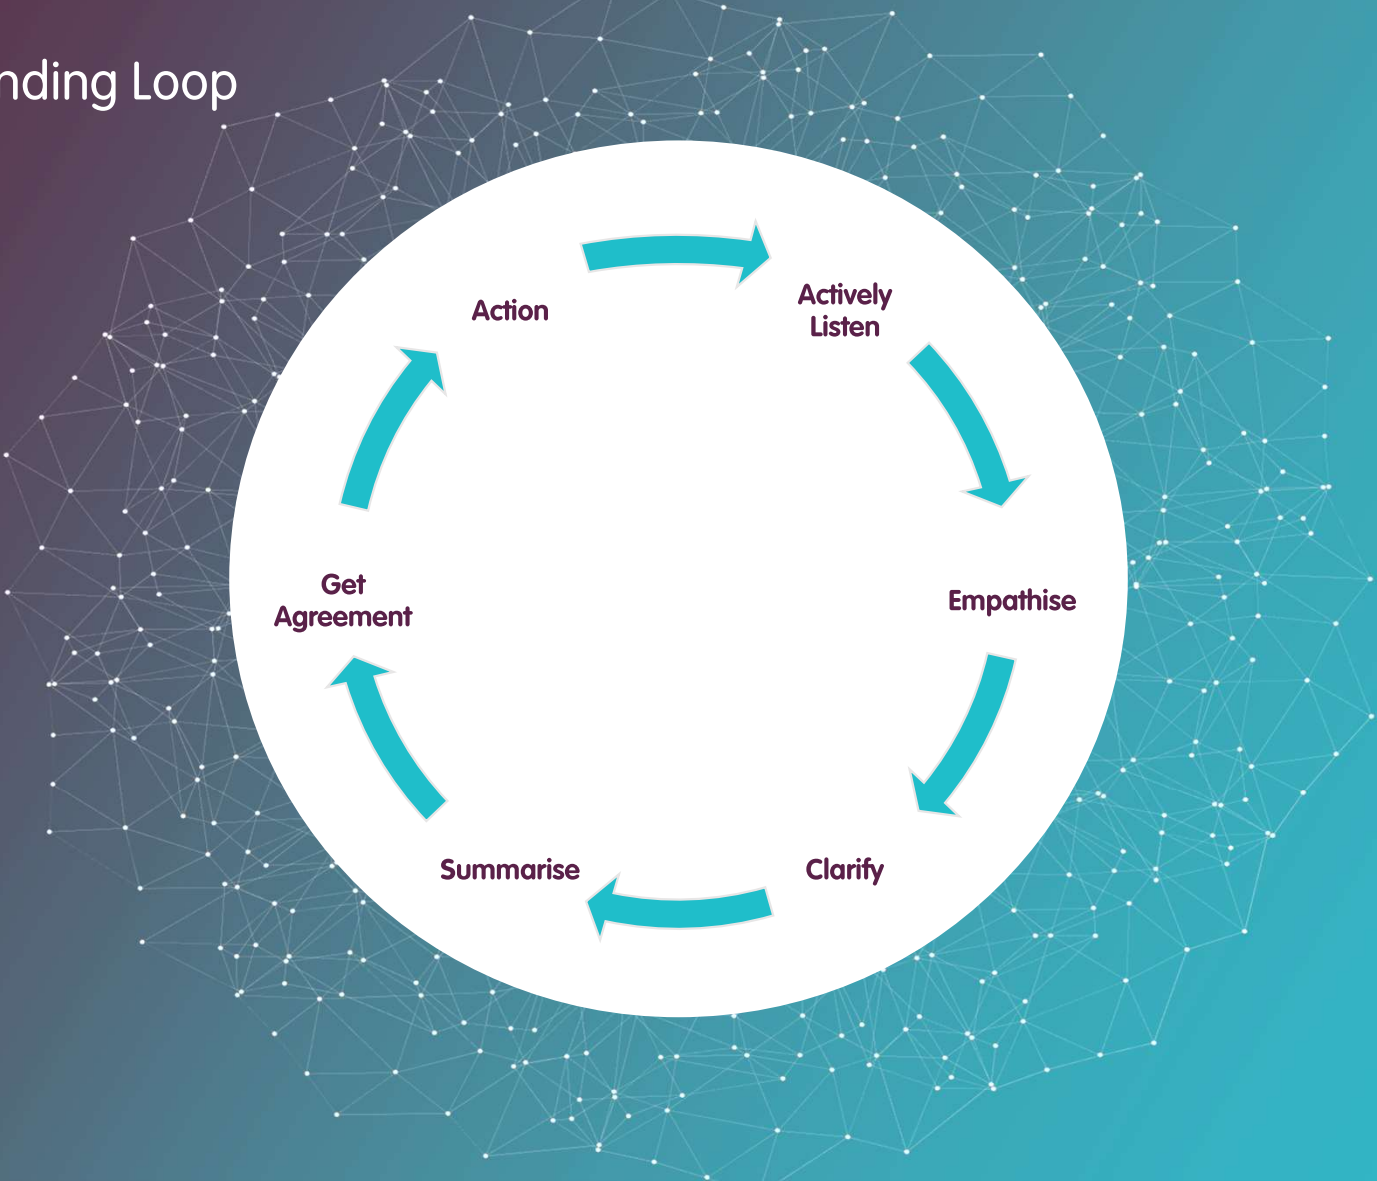 nding Loop
Action
Actively
Listen
Empathise
Clarify
Summarise
Get
Agreement